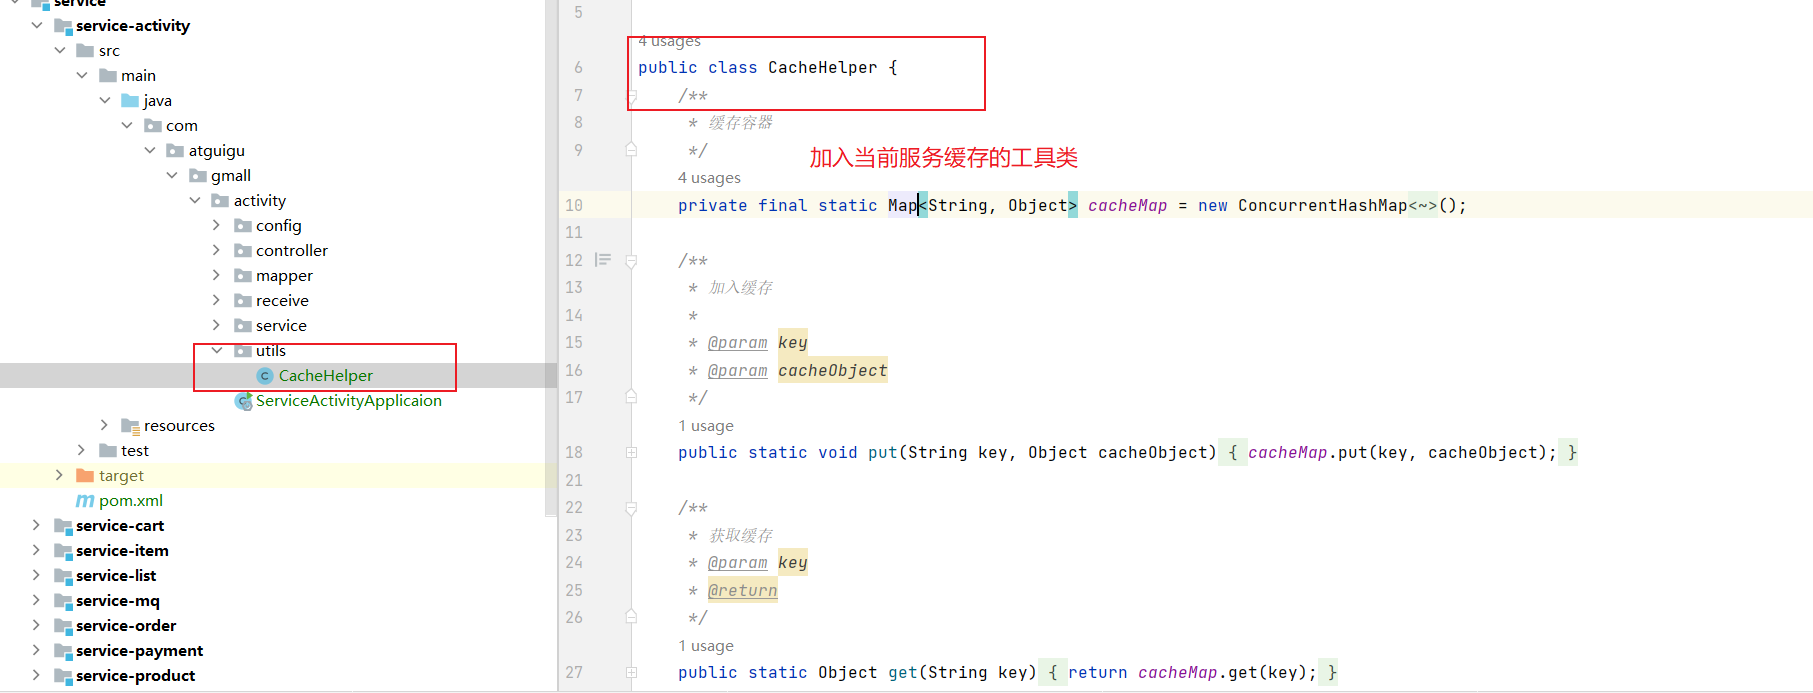 service
service-activity
src
main
java
com
atguigu
gmall
activity
config
controller
mapper
receive
service
utils
CacheHelper
ServiceActivityApplicaion
resources
test
target
pom.xml
service-cart
service-item
service-list
service-mq
service-order
service-payment
service-product
5
4 usages
6 public class CacheHelper {
7 /**
8 * 缓存容器
9 */
加入当前服务缓存的工具类
4 usages
10 private final static Map<String, Object> cacheMap = new ConcurrentHashMap<~>();
11
12 /**
13 * 加入缓存
14 *
15 * @param key
16 * @param cacheObject
17 */
1 usage
18 public static void put(String key, Object cacheObject) { cacheMap.put(key, cacheObject); }
21
22 /**
23 * 获取缓存
24 * @param key
25 * @return
26 */
1 usage
27 public static Object get(String key) { return cacheMap.get(key); }